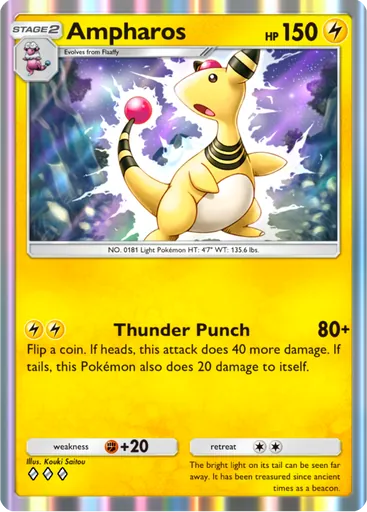 STAGE 2 Ampharos HP 150
Evolves from Flaaffy
NO. 0181 Light Pokémon HT: 4'7" WT: 135.6 lbs.
Thunder Punch 80+
Flip a coin. If heads, this attack does 40 more damage. If
tails, this Pokémon also does 20 damage to itself.
weakness +20 retreat
Illus. Kouki Saitou
The bright light on its tail can be seen far
away. It has been treasured since ancient
times as a beacon.